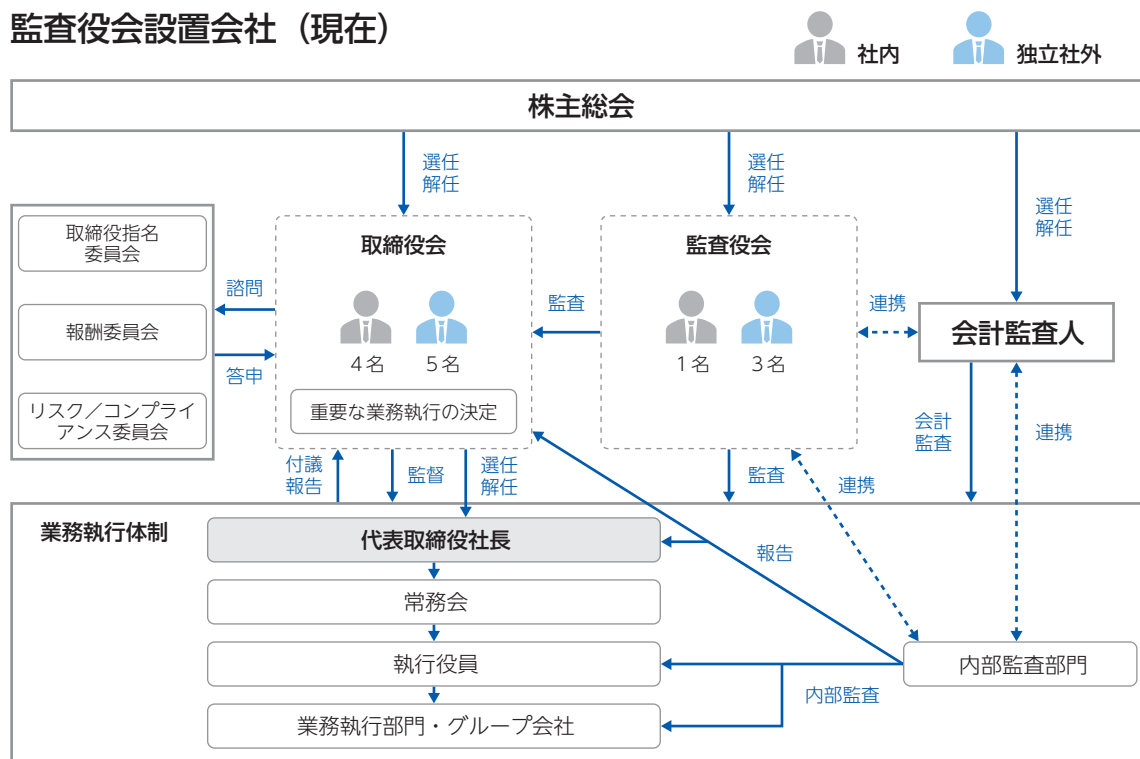 監査役会設置会社（現在）
社内
独立社外
株主総会
選任
解任
選任
解任
選任
解任
取締役指名
委員会
報酬委員会
リスク／コンプライ
アンス委員会
諮問
答申
取締役会
4名
5名
重要な業務執行の決定
監査
監査役会
1名
3名
連携
会計監査人
会計
監査
連携
付議
報告
監督
選任
解任
監査
連携
業務執行体制
代表取締役社長
常務会
執行役員
業務執行部門・グループ会社
報告
内部監査
内部監査部門